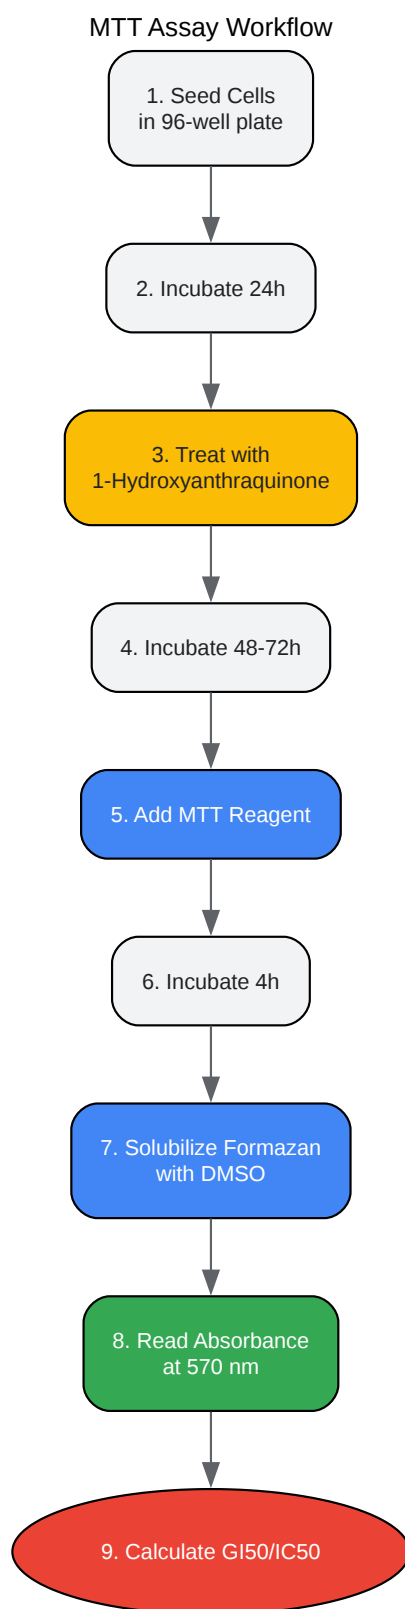 MTT Assay Workflow
1. Seed Cells
in 96-well plate
2. Incubate 24h
3. Treat with
1-Hydroxyanthraquinone
4. Incubate 48-72h
5. Add MTT Reagent
6. Incubate 4h
7. Solubilize Formazan
with DMSO
8. Read Absorbance
at 570 nm
9. Calculate GI50/IC50